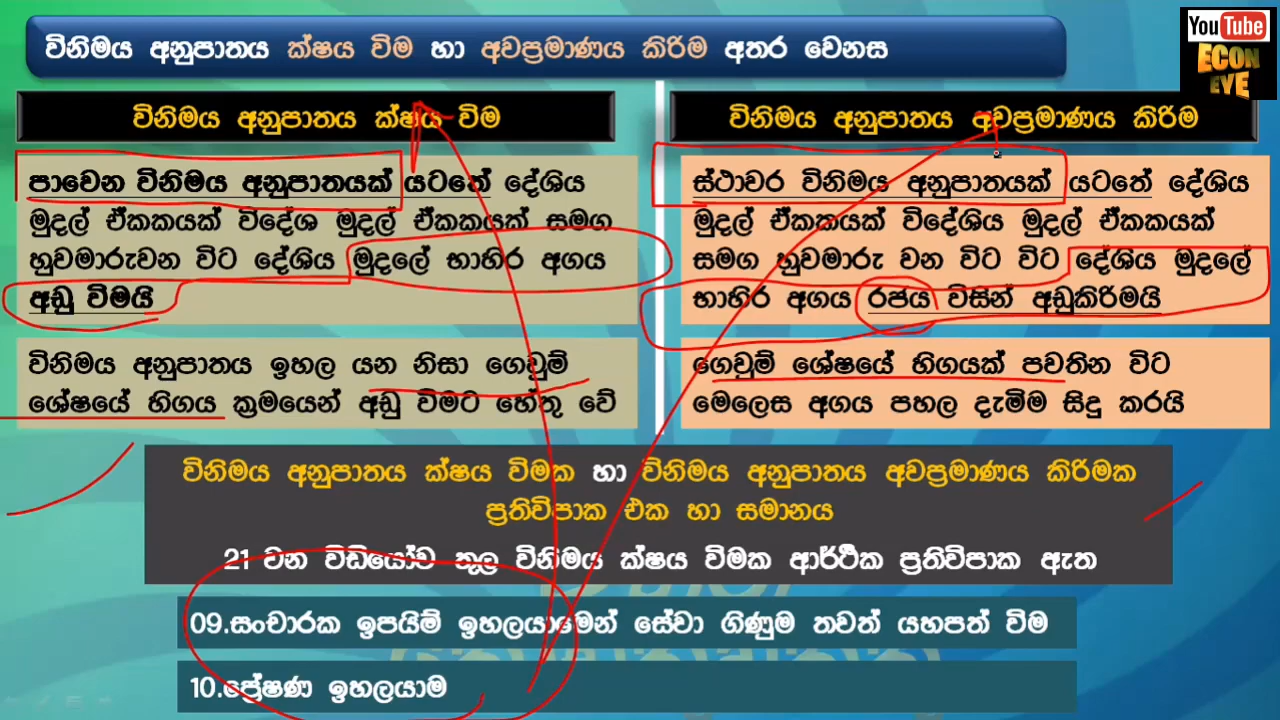 විනිමය අනුපාතය ක්ෂය වීම හා අවප්‍රමාණය කිරීම අතර වෙනස
YouTube
ECON
EYE
විනිමය අනුපාතය ක්ෂය වීම
පාවෙන විනිමය අනුපාතයක් යටතේ දේශීය
මුදල් ඒකකයක් විදේශ මුදල් ඒකකයක් සමග
හුවමාරුවන විට දේශීය මුදලේ භාහිර අගය
අඩු වීමයි
විනිමය අනුපාතය ඉහල යන නිසා ගෙවුම්
ශේෂයේ හිගය ක්‍රමයෙන් අඩු වීමට හේතු වේ
විනිමය අනුපාතය අවප්‍රමාණය කිරීම
ස්ථාවර විනිමය අනුපාතයක් යටතේ දේශීය
මුදල් ඒකකයක් විදේශීය මුදල් ඒකකයක්
සමග හුවමාරු වන විට විට දේශීය මුදලේ
භාහිර අගය රජය විසින් අඩුකිරීමයි
ගෙවුම් ශේෂයේ හිගයක් පවතින විට
මෙලෙස අගය පහල දැමීම සිදු කරයි
විනිමය අනුපාතය ක්ෂය වීමක හා විනිමය අනුපාතය අවප්‍රමාණය කිරීමක
ප්‍රතිවිපාක එක හා සමානය
21 වන වීඩියෝව තුල විනිමය ක්ෂය වීමක ආර්ථික ප්‍රතිවිපාක ඇත
09.සංචාරක ඉපයීම් ඉහලයාමෙන් සේවා ගිණුම තවත් යහපත් වීම
10.ප්‍රේෂණ ඉහලයාම